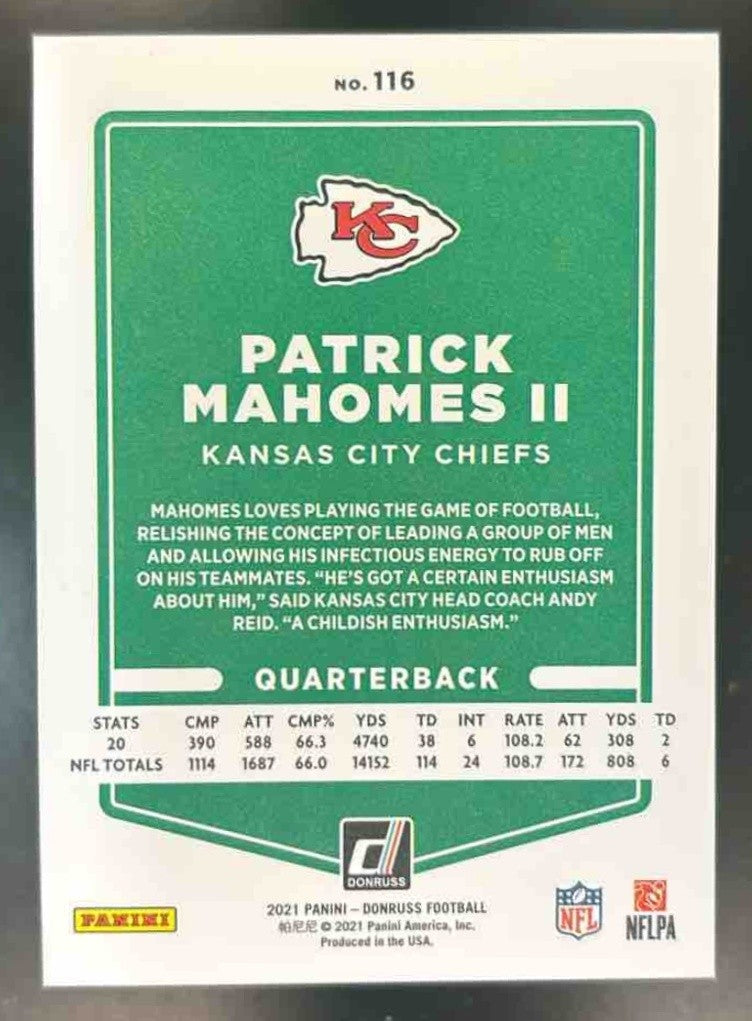 NO. 116
KC
PATRICK
MAHOMES II
KANSAS CITY CHIEFS
MAHOMES LOVES PLAYING THE GAME OF FOOTBALL,
RELISHING THE CONCEPT OF LEADING A GROUP OF MEN
AND ALLOWING HIS INFECTIOUS ENERGY TO RUB OFF
ON HIS TEAMMATES. “HE'S GOT A CERTAIN ENTHUSIASM
ABOUT HIM,” SAID KANSAS CITY HEAD COACH ANDY
REID. “A CHILDISH ENTHUSIASM.”
QUARTERBACK
STATS CMP ATT CMP% YDS TD INT RATE ATT YDS TD
20 390 588 66.3 4740 38 6 108.2 62 308 2
NFL TOTALS 1114 1687 66.0 14152 114 24 108.7 172 808 6
d
DONRUSS
PANINI
2021 PANINI – DONRUSS FOOTBALL
帕尼尼 © 2021 Panini America, Inc.
Produced in the USA.
NFL
NFLPA